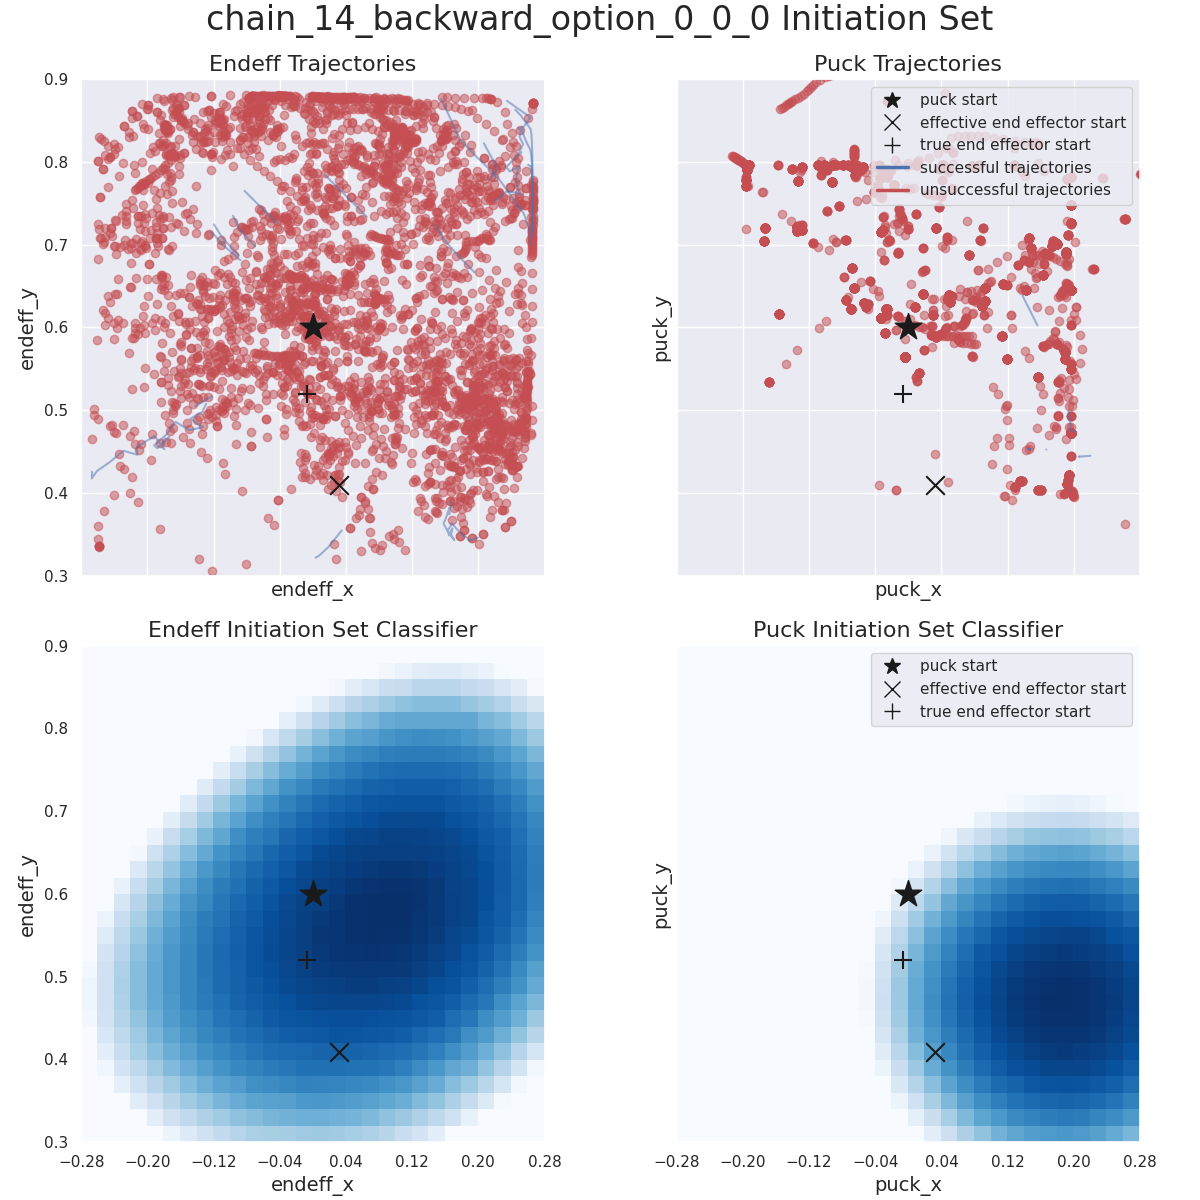 chain_14_backward_option_0_0_0 Initiation Set
Endeff Trajectories
0.9
0.8
0.7
0.6
0.5
0.4
0.3
endeff_y
endeff_x
Puck Trajectories
puck start
effective end effector start
true end effector start
successful trajectories
unsuccessful trajectories
puck_y
puck_x
Endeff Initiation Set Classifier
0.9
0.8
0.7
0.6
0.5
0.4
0.3
endeff_y
−0.28 −0.20 −0.12 −0.04 0.04 0.12 0.20 0.28
endeff_x
Puck Initiation Set Classifier
puck start
effective end effector start
true end effector start
puck_y
−0.28 −0.20 −0.12 −0.04 0.04 0.12 0.20 0.28
puck_x